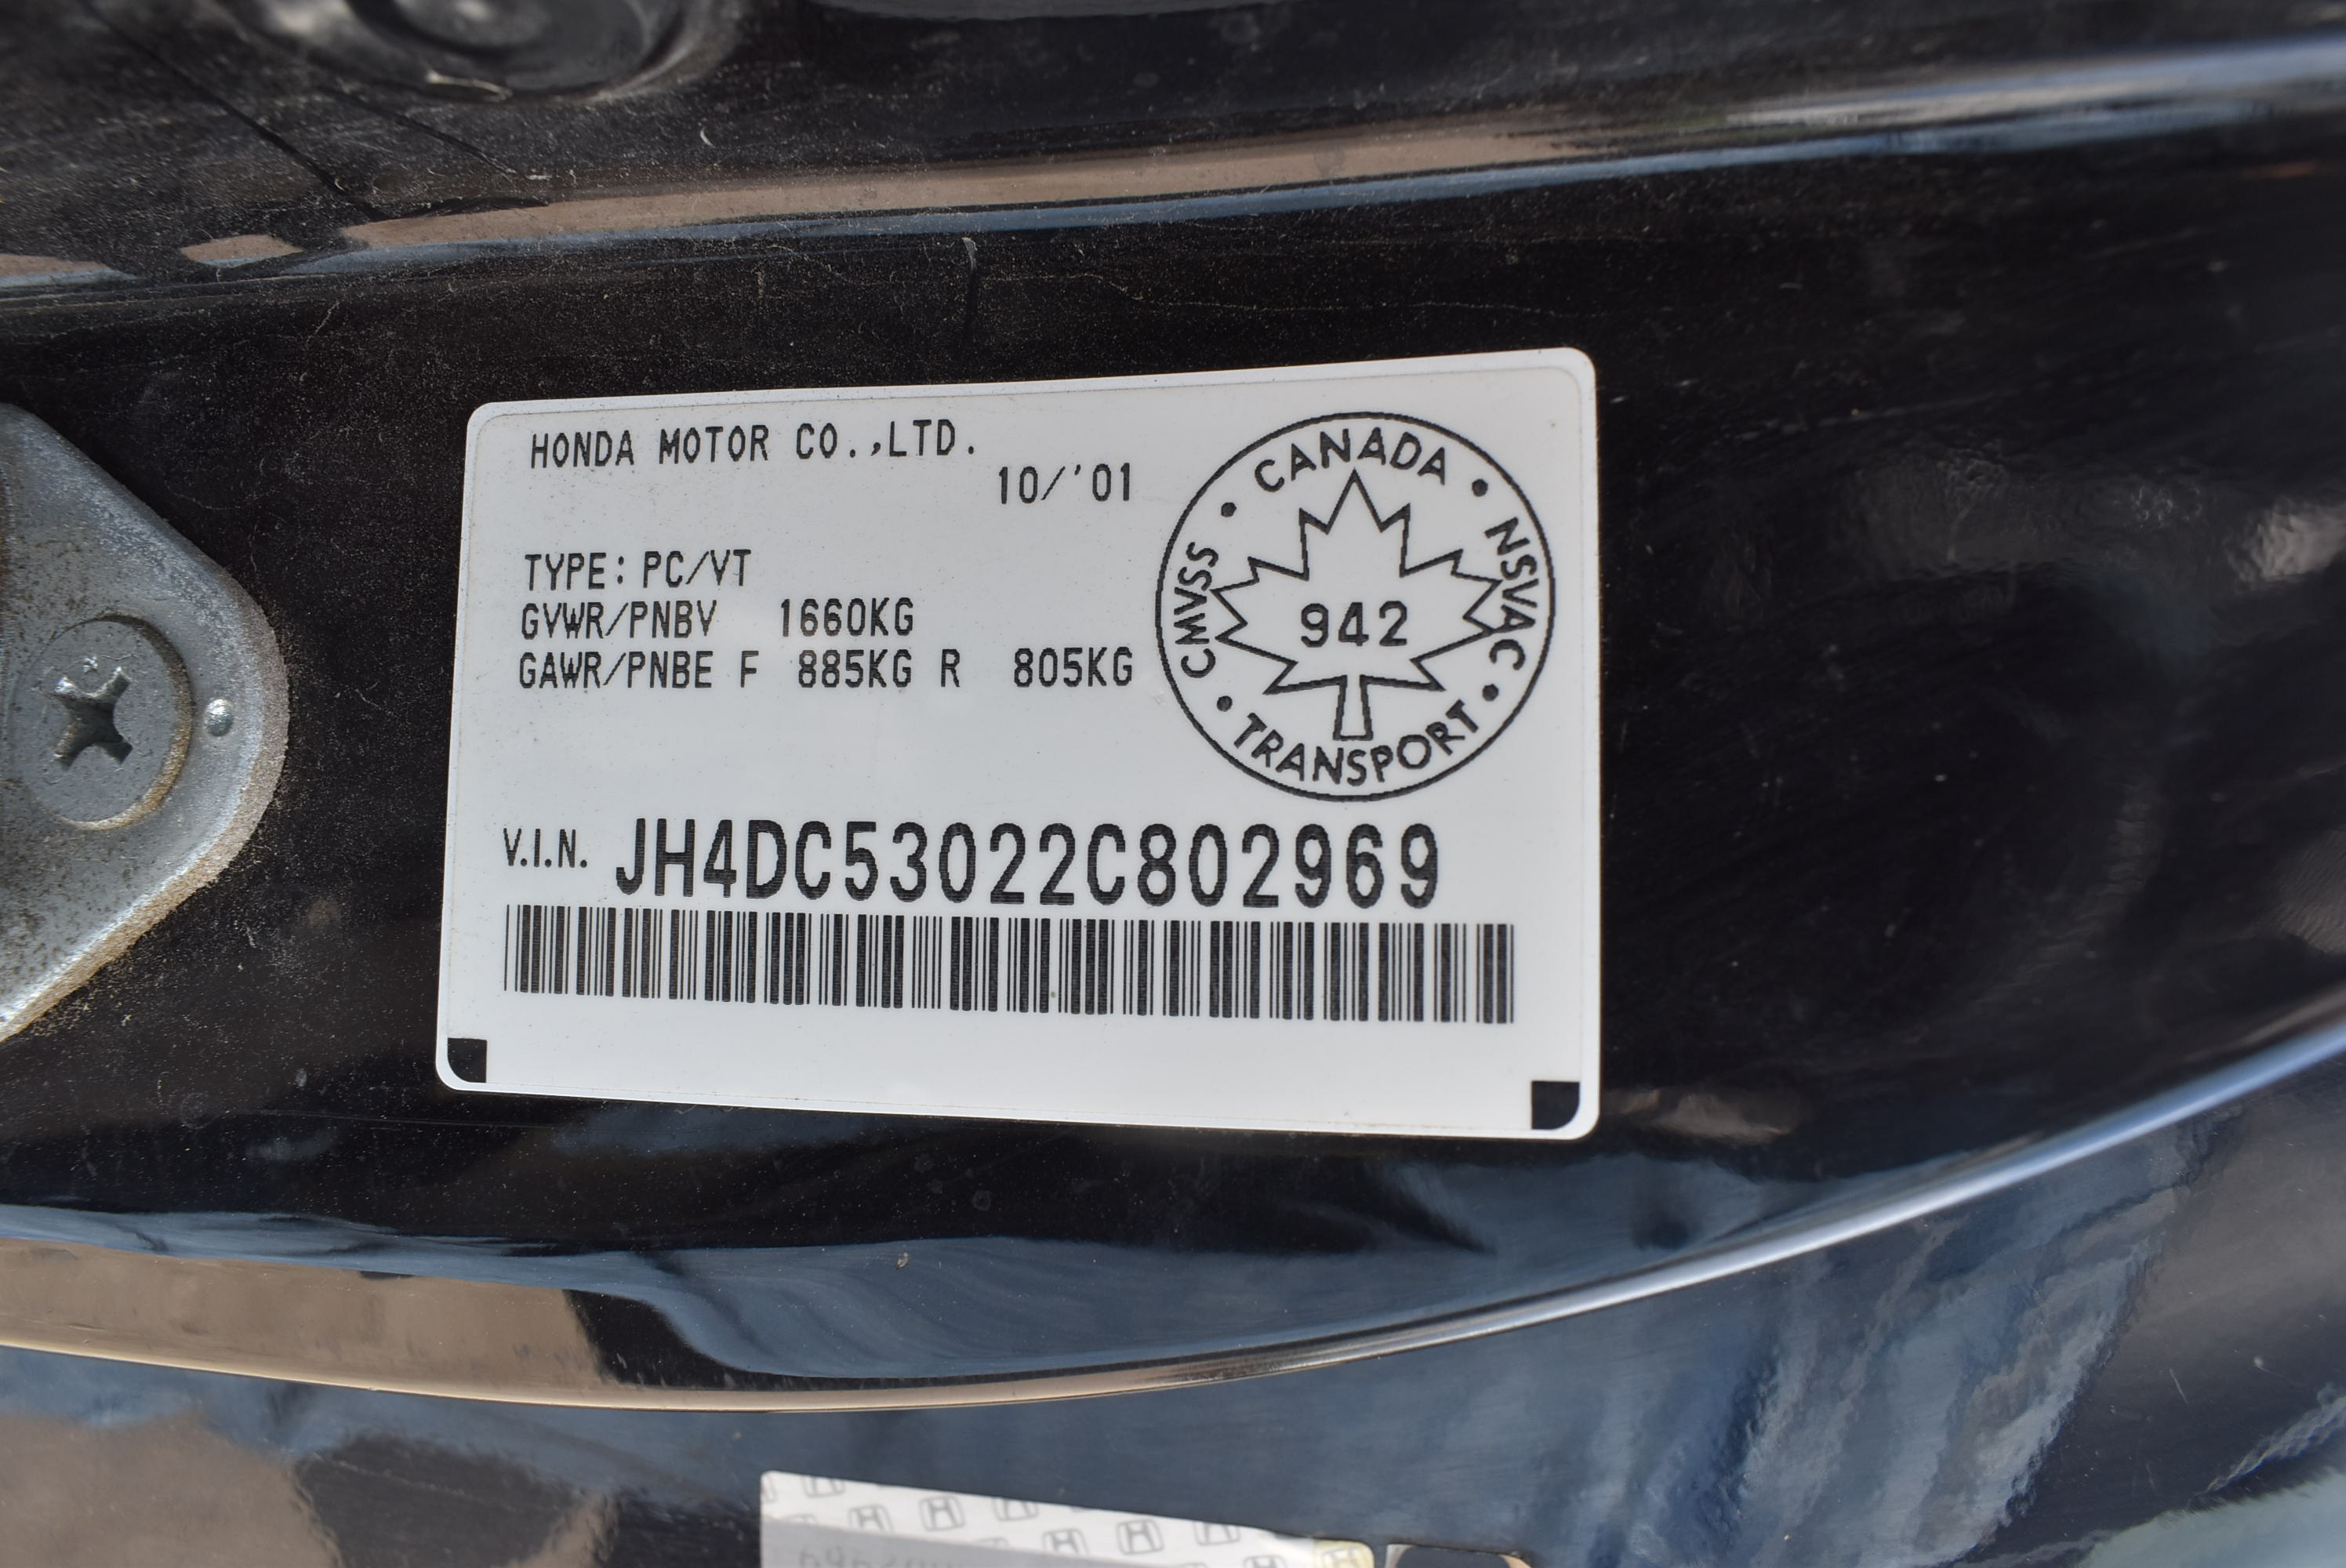 HONDA MOTOR CO.,LTD.
10/'01
TYPE: PC/VT
GVWR/PNBV 1660KG
GAWR/PNBE F 885KG R 805KG
CANADA • NSVAC • TRANSPORT • CMVSS •
942
V.I.N. JH4DC53022C802969